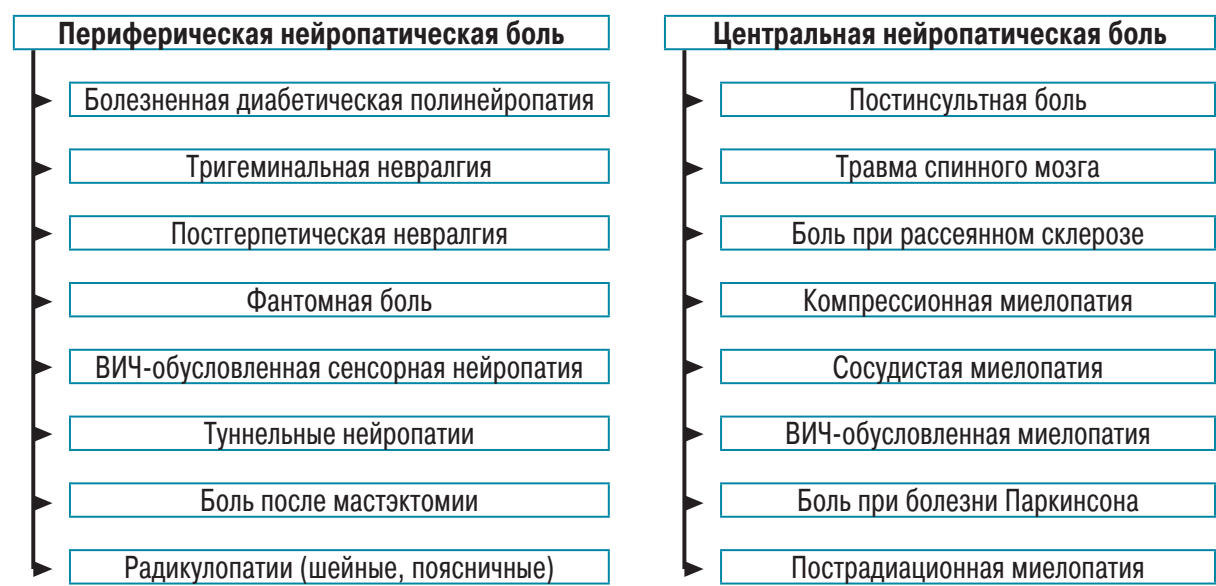 Периферическая нейропатическая боль
Болезненная диабетическая полинейропатия
Тригеминальная невралгия
Постгерпетическая невралгия
Фантомная боль
ВИЧ-обусловленная сенсорная нейропатия
Туннельные нейропатии
Боль после мастэктомии
Радикулопатии (шейные, поясничные)
Центральная нейропатическая боль
Постинсультная боль
Травма спинного мозга
Боль при рассеянном склерозе
Компрессионная миелопатия
Сосудистая миелопатия
ВИЧ-обусловленная миелопатия
Боль при болезни Паркинсона
Пострадиационная миелопатия